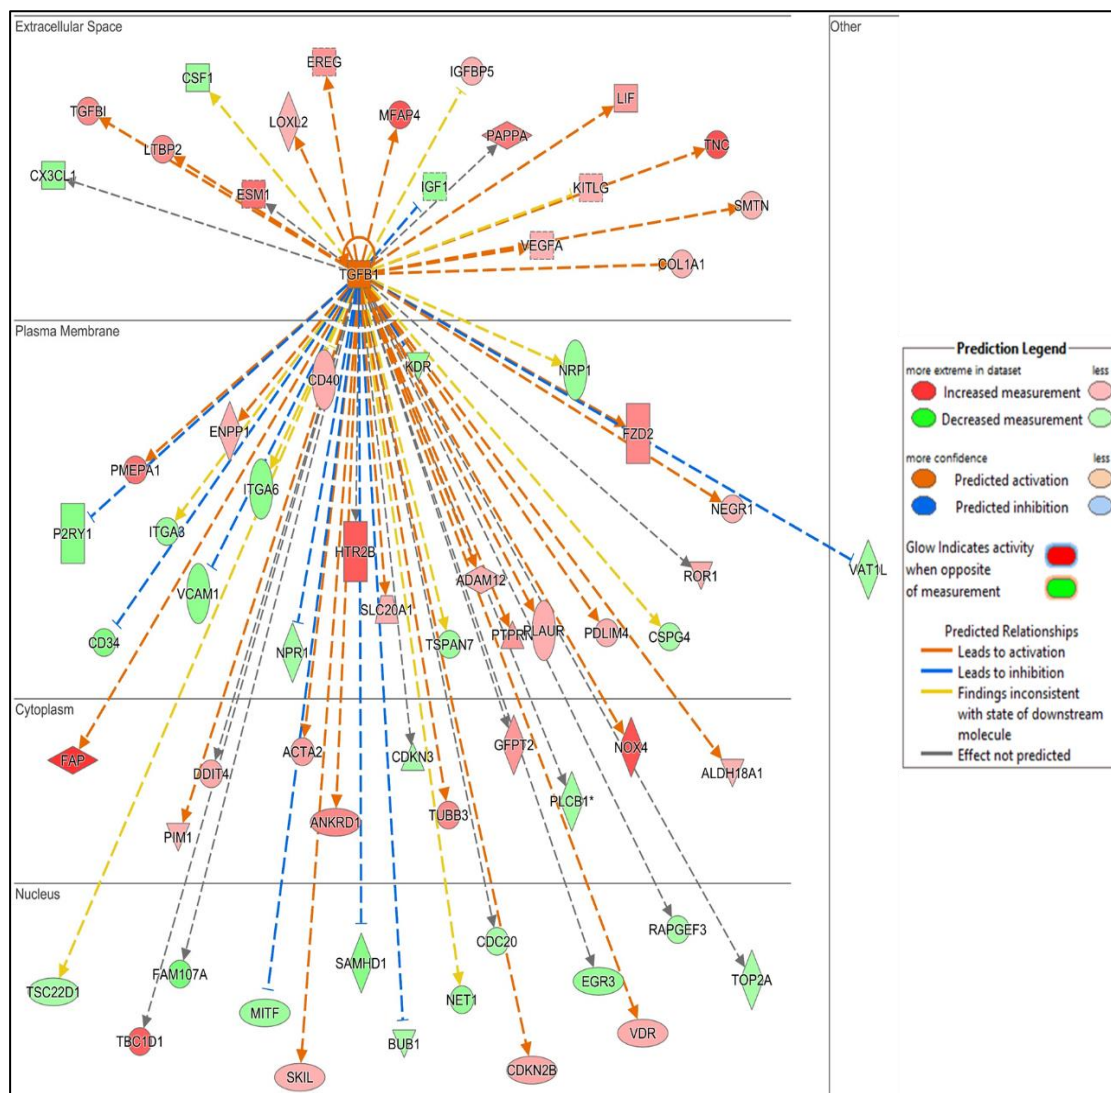 Extracellular Space
Other
EREG
CSF1
IGFBP5
LIF
TGFBI
LOXL2
MFAP4
PAPPA
TNC
LTBP2
CX3CL1
ESM1
IGF1
KITLG
SMTN
VEGFA
COL1A1
TGFB1
Plasma Membrane
CD40
KDR
NRP1
ENPP1
FZD2
PMEPA1
ITGA6
NEGR1
P2RY1
ITGA3
HTR2B
VAT1L
ADAM12
ROR1
VCAM1
SLC20A1
CD34
NPR1
TSPAN7
PTPRN
PLAUR
PDLIM4
CSPG4
Cytoplasm
FAP
DDIT4
ACTA2
CDKN3
GFPT2
NOX4
ALDH18A1
PLCB1*
PIM1
ANKRD1
TUBB3
Nucleus
RAPGEF3
CDC20
SAMHD1
TSC22D1
FAM107A
EGR3
TOP2A
NET1
MITF
TBC1D1
BUB1
VDR
SKIL
CDKN2B
Prediction Legend
more extreme in dataset less
Increased measurement
Decreased measurement
more confidence less
Predicted activation
Predicted inhibition
Glow Indicates activity
when opposite
of measurement
Predicted Relationships
Leads to activation
Leads to inhibition
Findings inconsistent
with state of downstream
molecule
Effect not predicted